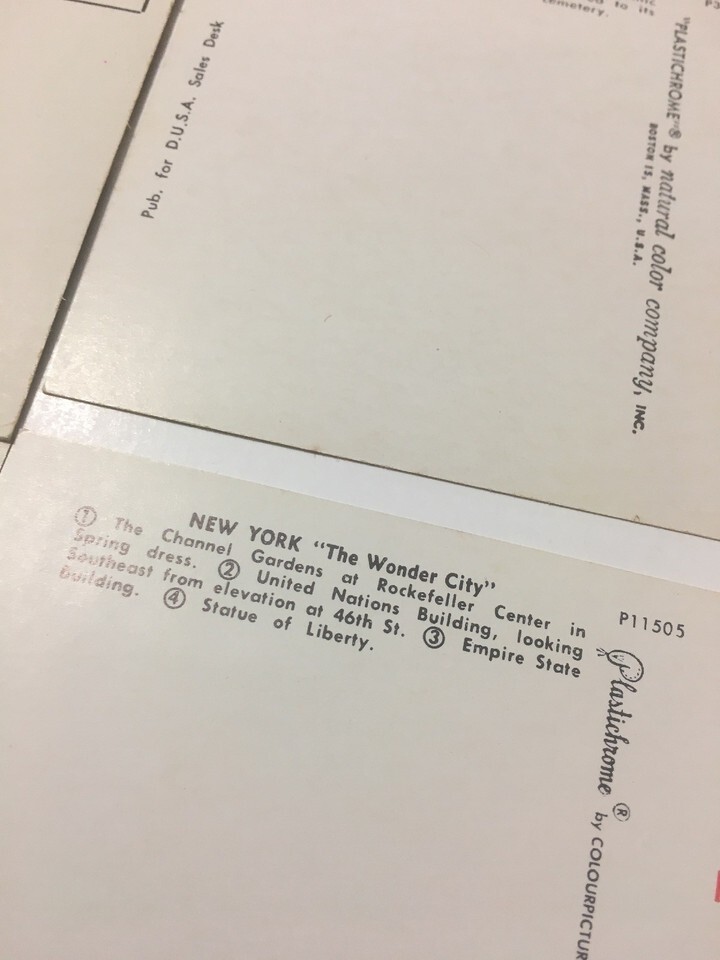 to its
cemetery.
Pub. for D.U.S.A. Sales Desk
"PLASTICHROME"® by natural color company, INC.
BOSTON 15, MASS., U.S.A.
NEW YORK "The Wonder City"
① The Channel Gardens at Rockefeller Center in
Spring dress. ② United Nations Building, looking
Southeast from elevation at 46th St. ③ Empire State
Building. ④ Statue of Liberty.
P11505
Plastichrome ® by COLOURPICTUR